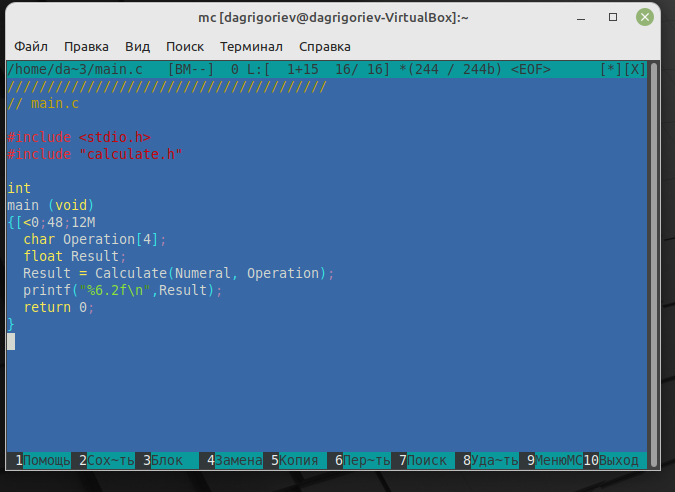 mc [dagrigoriev@dagrigoriev-VirtualBox]:~
Файл Правка Вид Поиск Терминал Справка
/home/da~3/main.c [BM--] 0 L:[ 1+15 16/ 16] *(244 / 244b) <EOF> [*][X]
////////////////////////////////////////
// main.c
#include <stdio.h>
#include "calculate.h"
int
main (void)
{[<0;48;12M
char Operation[4];
float Result;
Result = Calculate(Numeral, Operation);
printf("%6.2f\n",Result);
return 0;
}
1Помощь 2Сох~ть 3Блок 4Замена 5Копия 6Пер~ть 7Поиск 8Уда~ть 9МенюMC 10Выход